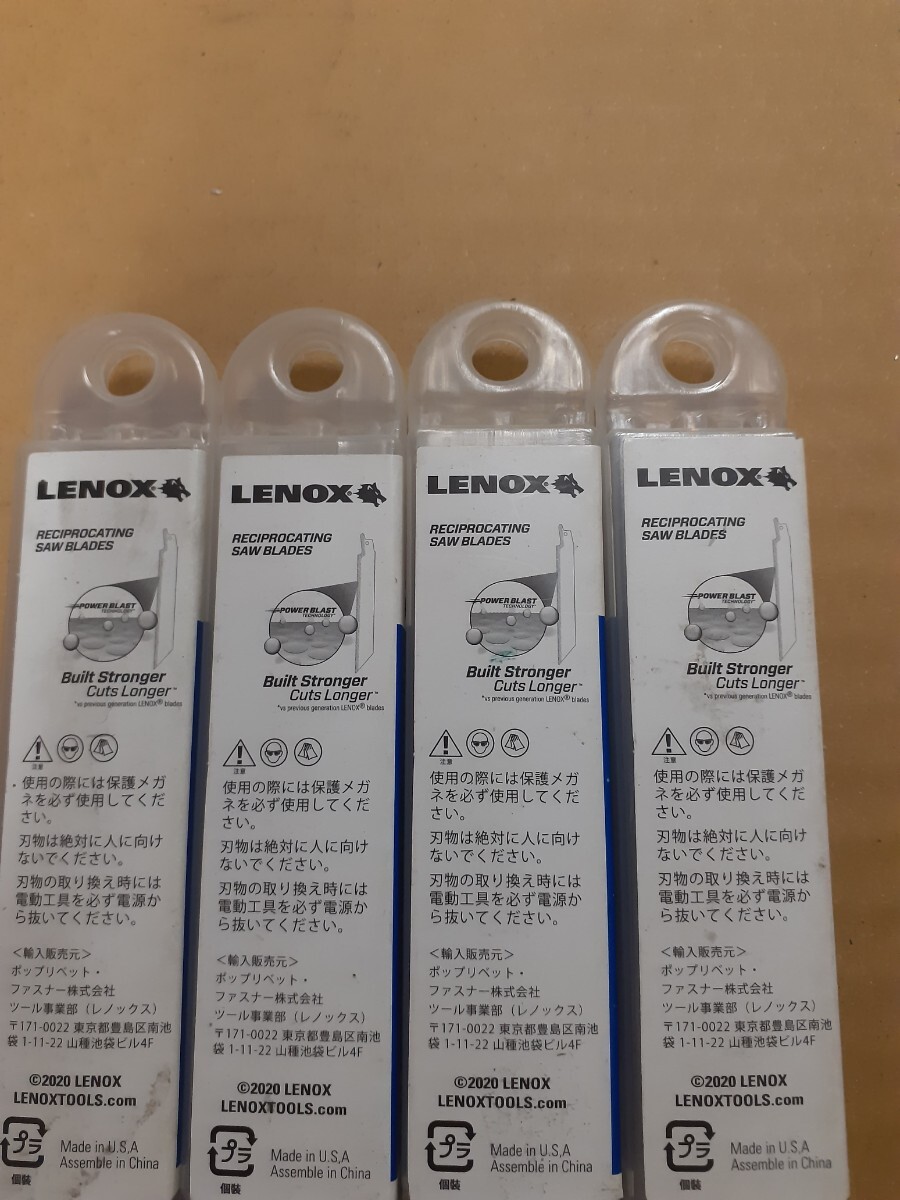 LENOX
RECIPROCATING
SAW BLADES
POWER BLAST
TECHNOLOGY™
Built Stronger
Cuts Longer™
*vs previous generation LENOX® blades
注意
使用の際には保護メガ
ネを必ず使用してくだ
さい。
刃物は絶対に人に向け
ないでください。
刃物の取り換え時には
電動工具を必ず電源か
ら抜いてください。
<輸入販売元>
ポップリベット・
ファスナー株式会社
ツール事業部(レノックス)
〒171-0022 東京都豊島区南池
袋 1-11-22 山種池袋ビル4F
©2020 LENOX
LENOXTOOLS.com
プラ
個装
Made in U.S,A
Assemble in China
LENOX
RECIPROCATING
SAW BLADES
POWER BLAST
TECHNOLOGY™
Built Stronger
Cuts Longer™
*vs previous generation LENOX® blades
注意
使用の際には保護メガ
ネを必ず使用してくだ
さい。
刃物は絶対に人に向け
ないでください。
刃物の取り換え時には
電動工具を必ず電源か
ら抜いてください。
<輸入販売元>
ポップリベット・
ファスナー株式会社
ツール事業部(レノックス)
〒171-0022 東京都豊島区南池
袋 1-11-22 山種池袋ビル4F
©2020 LENOX
LENOXTOOLS.com
プラ
個装
Made in U.S,A
Assemble in China
LENOX
RECIPROCATING
SAW BLADES
POWER BLAST
TECHNOLOGY™
Built Stronger
Cuts Longer™
*vs previous generation LENOX® blades
注意
使用の際には保護メガ
ネを必ず使用してくだ
さい。
刃物は絶対に人に向け
ないでください。
刃物の取り換え時には
電動工具を必ず電源か
ら抜いてください。
<輸入販売元>
ポップリベット・
ファスナー株式会社
ツール事業部(レノックス)
〒171-0022 東京都豊島区南池
袋 1-11-22 山種池袋ビル4F
©2020 LENOX
LENOXTOOLS.com
プラ
個装
Made in U.S,A
Assemble in China
LENOX
RECIPROCATING
SAW BLADES
POWER BLAST
TECHNOLOGY™
Built Stronger
Cuts Longer™
*vs previous generation LENOX® blades
注意
使用の際には保護メガ
ネを必ず使用してくだ
さい。
刃物は絶対に人に向け
ないでください。
刃物の取り換え時には
電動工具を必ず電源か
ら抜いてください。
<輸入販売元>
ポップリベット・
ファスナー株式会社
ツール事業部(レノックス)
〒171-0022 東京都豊島区南池
袋 1-11-22 山種池袋ビル4F
©2020 LENOX
LENOXTOOLS.com
プラ
個装
Made in U.S,A
Assemble in China